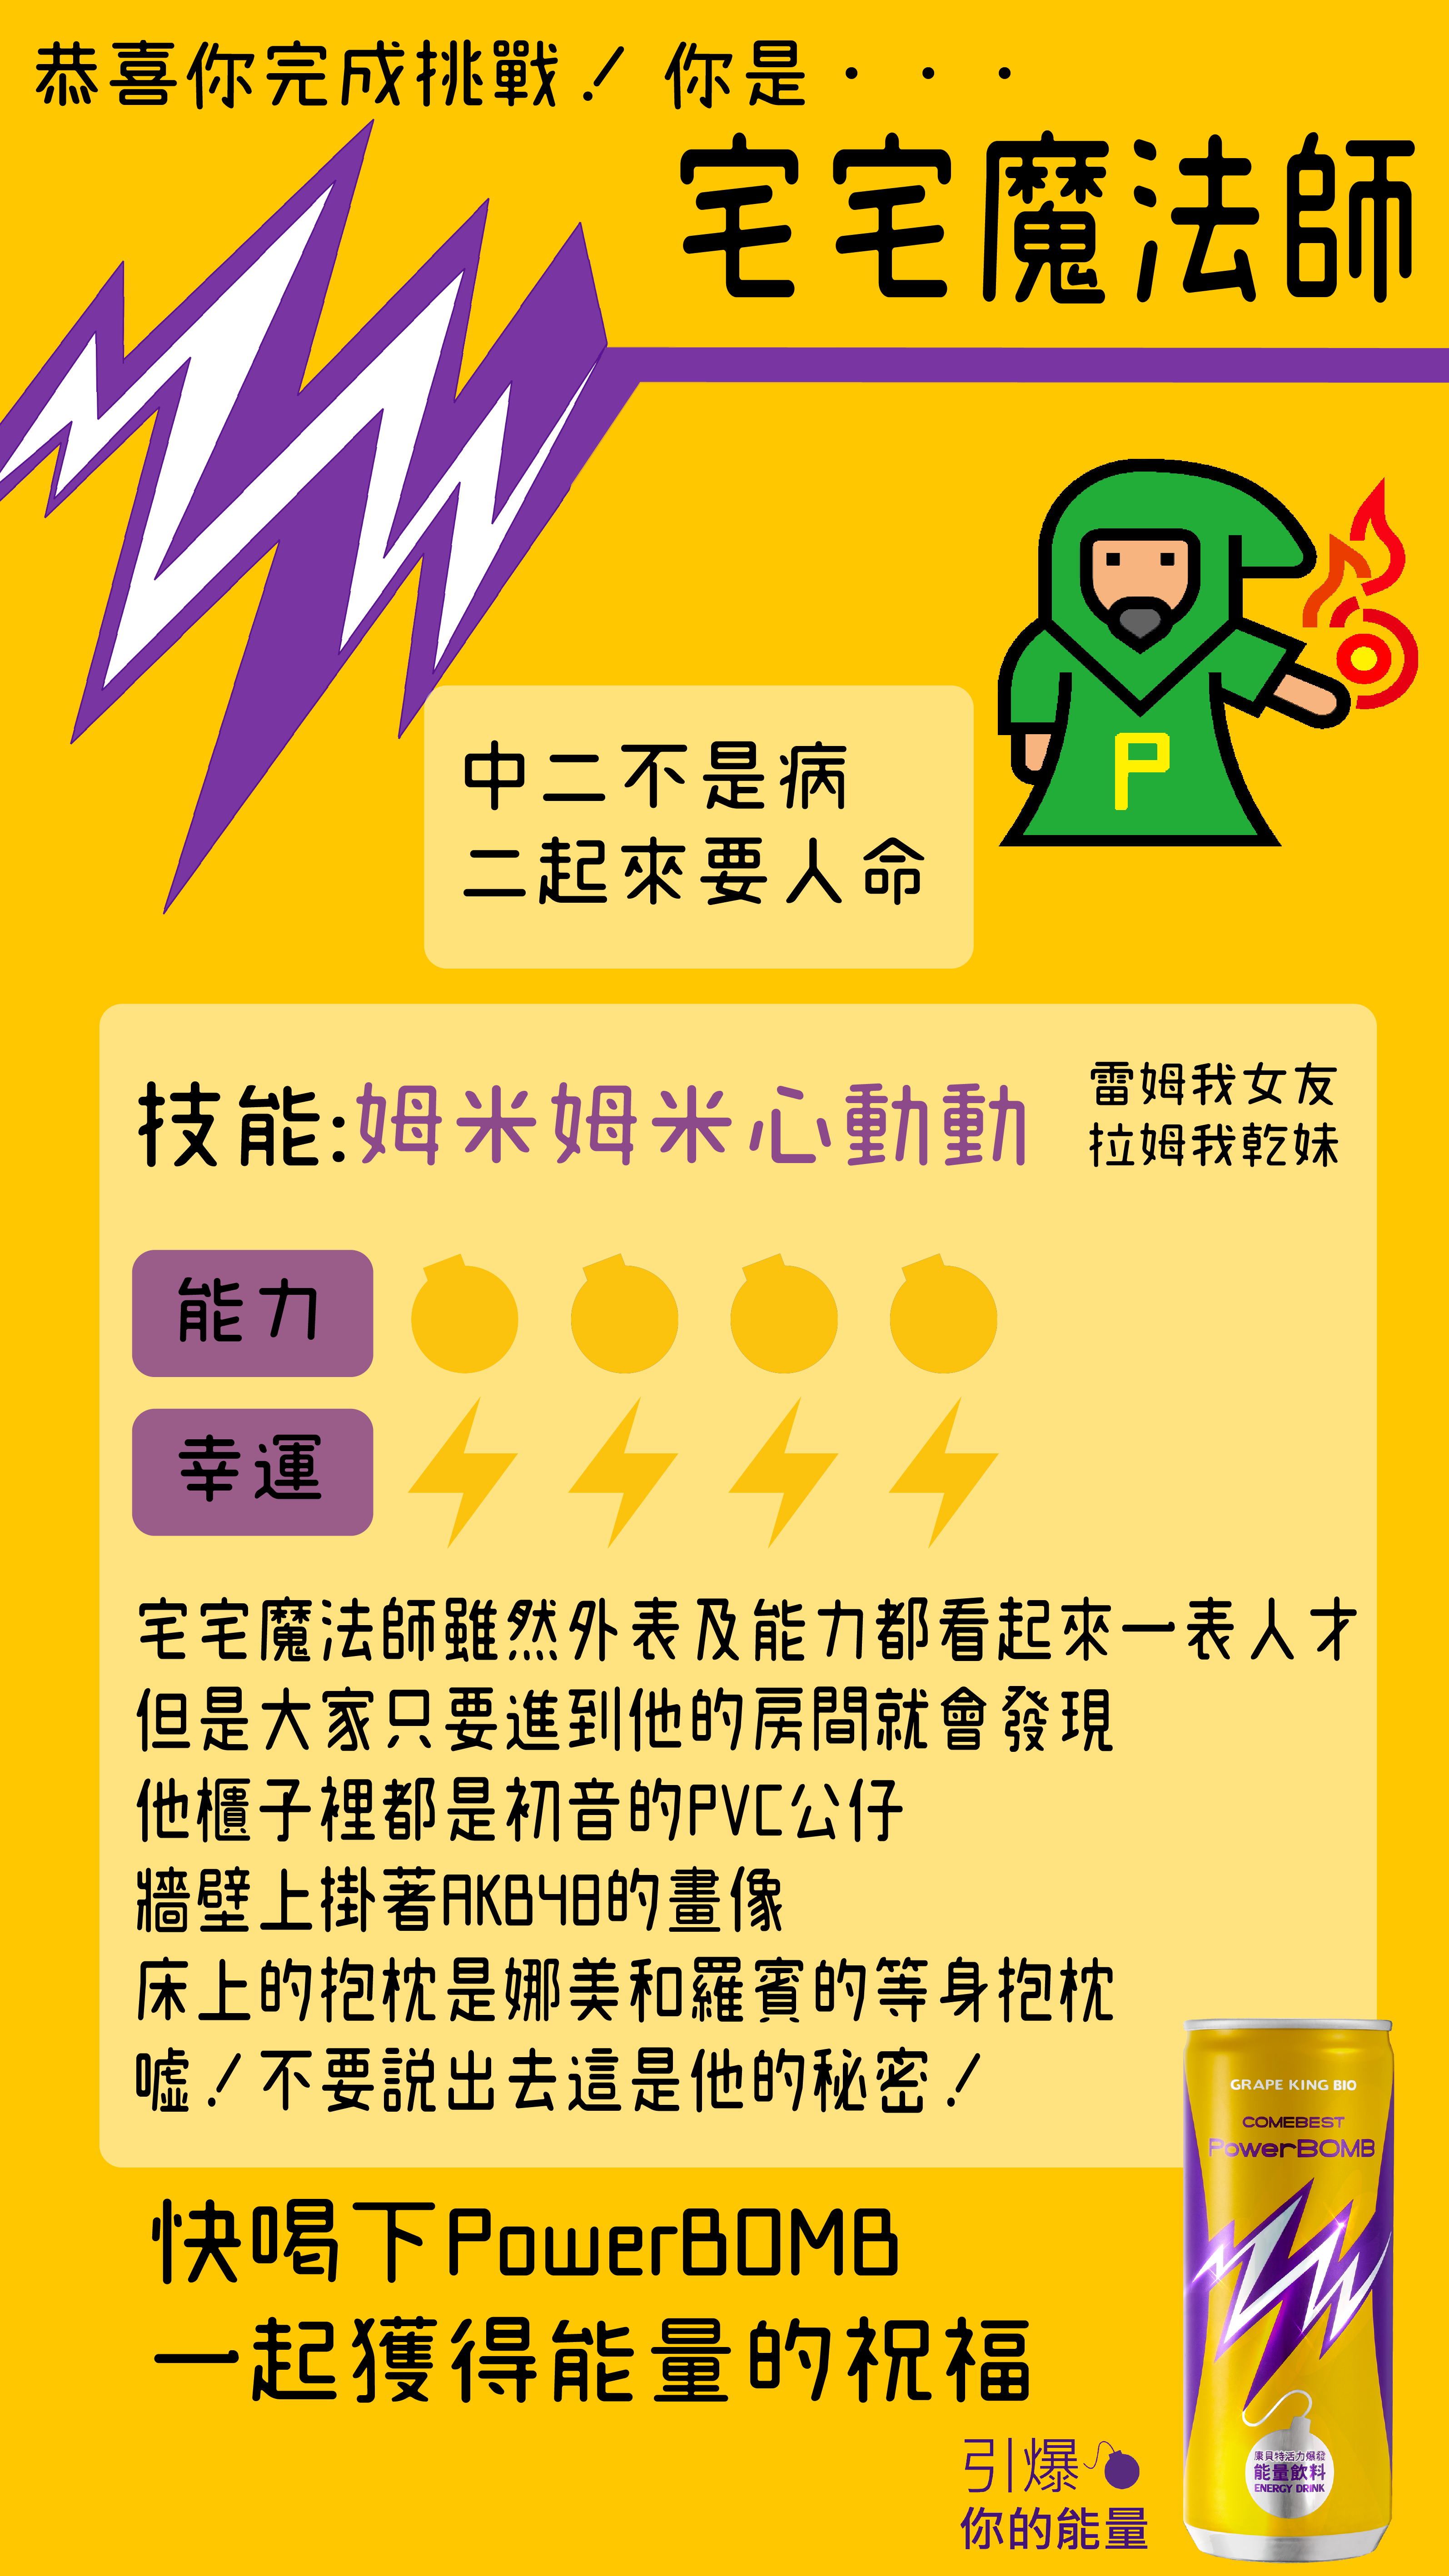 恭喜你完成挑戰！你是・・・
宅宅魔法師
P
中二不是病
二起來要人命
技能:姆米姆米心動動
雷姆我女友
拉姆我乾妹
能力
幸運
宅宅魔法師雖然外表及能力都看起來一表人才
但是大家只要進到他的房間就會發現
他櫃子裡都是初音的PVC公仔
牆壁上掛著AKB48的畫像
床上的抱枕是娜美和羅賓的等身抱枕
噓！不要說出去這是他的秘密！
GRAPE KING BIO
COMEBEST
PowerBOMB
康貝特活力爆發
能量飲料
ENERGY DRINK
快喝下PowerBOMB
一起獲得能量的祝福
引爆
你的能量